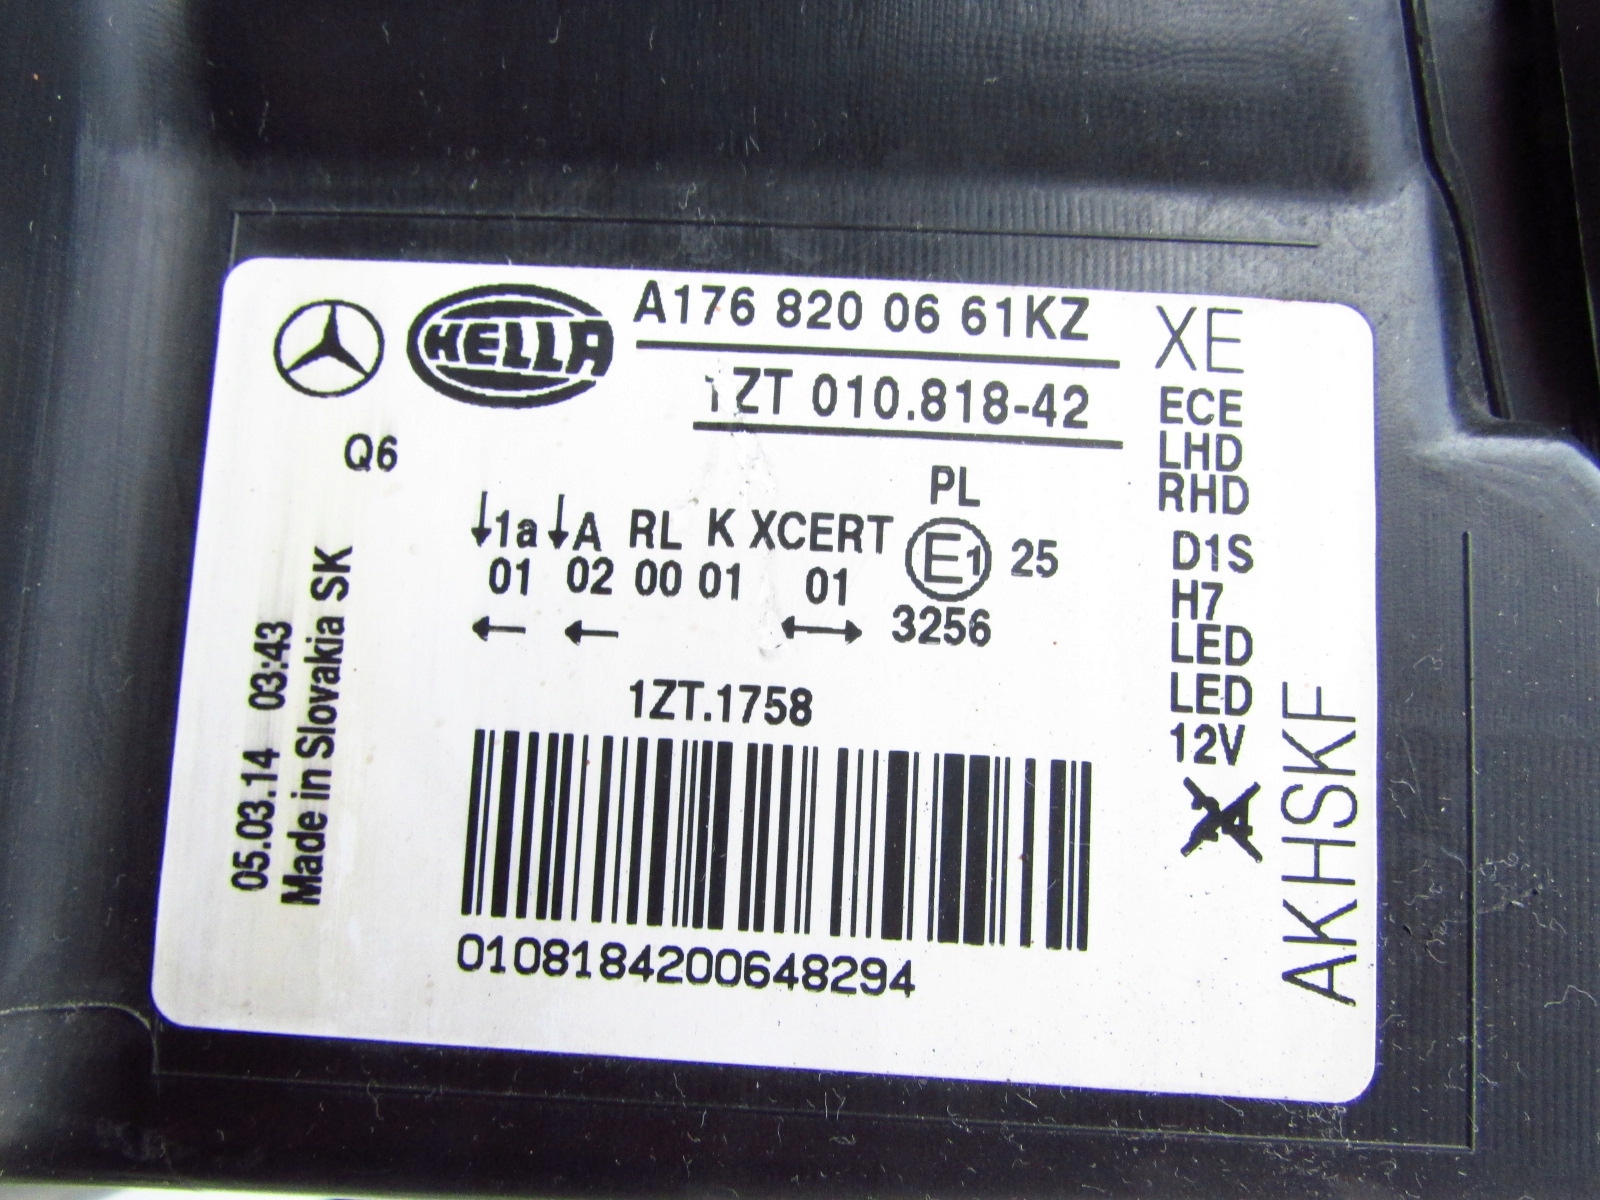 HELLA
A176 820 06 61KZ
1ZT 010.818-42
XE
ECE
LHD
RHD
D1S
H7
LED
LED
12V
Q6
PL
1a A RL K XCERT E1 25
01 02 00 01 01
3256
1ZT.1758
0108184200648294
05.03.14 03:43
Made in Slovakia SK
AKHSKF